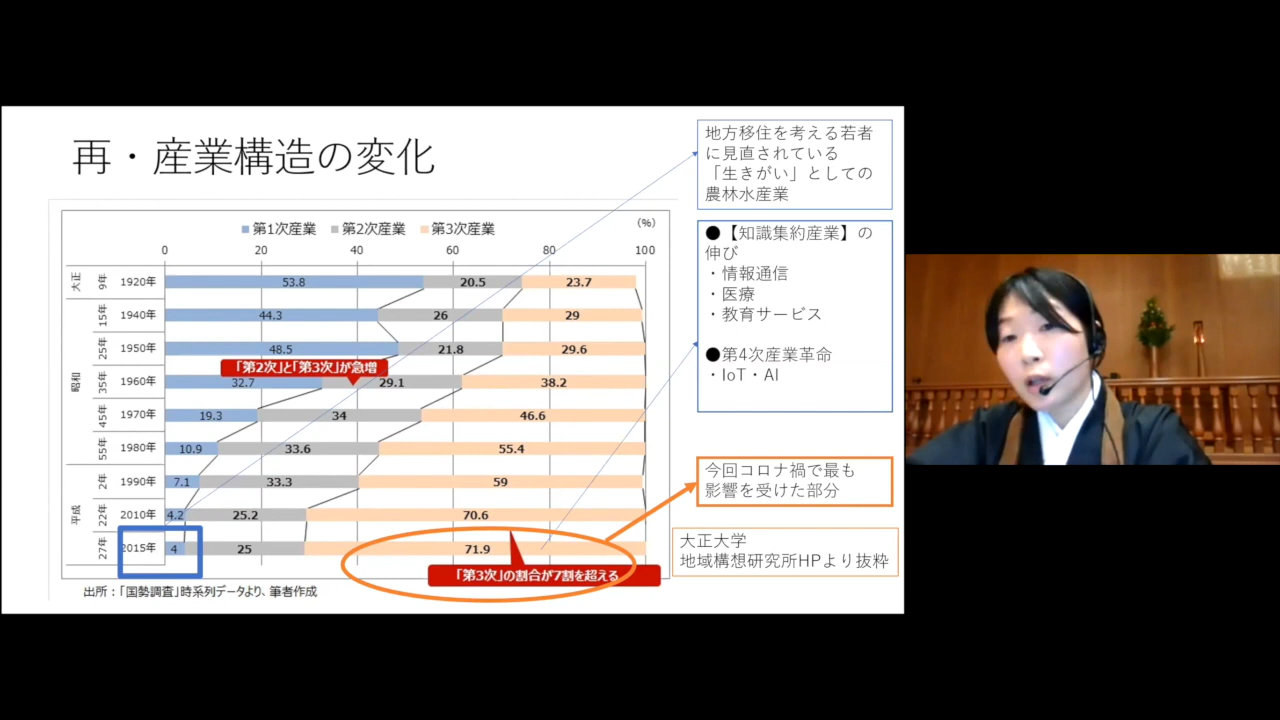 再・産業構造の変化
地方移住を考える若者
に見直されている
「生きがい」としての
農林水産業
●【知識集約産業】の
伸び
・情報通信
・医療
・教育サービス
●第4次産業革命
・IoT・AI
今回コロナ禍で最も
影響を受けた部分
大正大学
地域構想研究所HPより抜粋
■第1次産業 ■第2次産業 ■第3次産業
(%)
0 20 40 60 80 100
大正 9年 1920年 53.8 20.5 23.7
昭和
15年 1940年 44.3 26 29
25年 1950年 48.5 21.8 29.6
「第2次」と「第3次」が急増
35年 1960年 32.7 29.1 38.2
45年 1970年 19.3 34 46.6
55年 1980年 10.9 33.6 55.4
平成
2年 1990年 7.1 33.3 59
22年 2010年 4.2 25.2 70.6
27年 2015年 4 25 71.9
「第3次」の割合が7割を超える
出所：「国勢調査」時系列データより、筆者作成